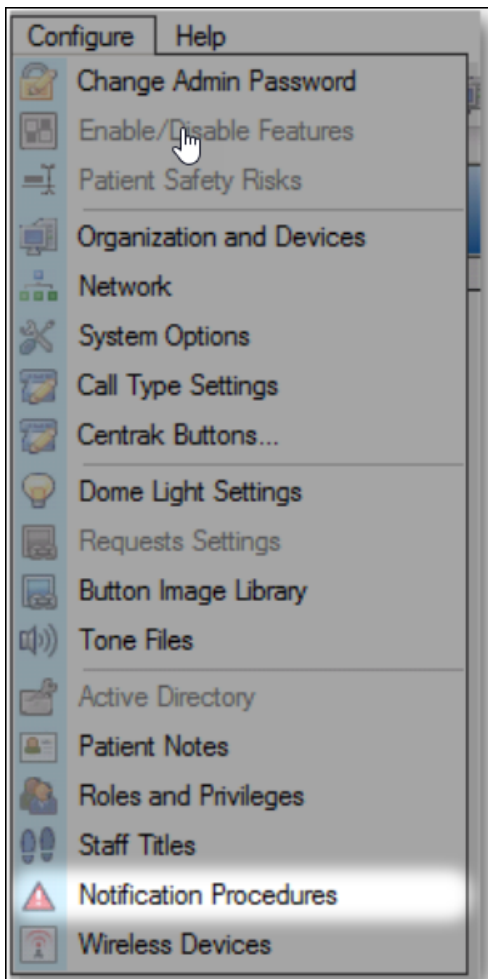 Configure Help
Change Admin Password
Enable/Disable Features
Patient Safety Risks
Organization and Devices
Network
System Options
Call Type Settings
Centrak Buttons...
Dome Light Settings
Requests Settings
Button Image Library
Tone Files
Active Directory
Patient Notes
Roles and Privileges
Staff Titles
Notification Procedures
Wireless Devices